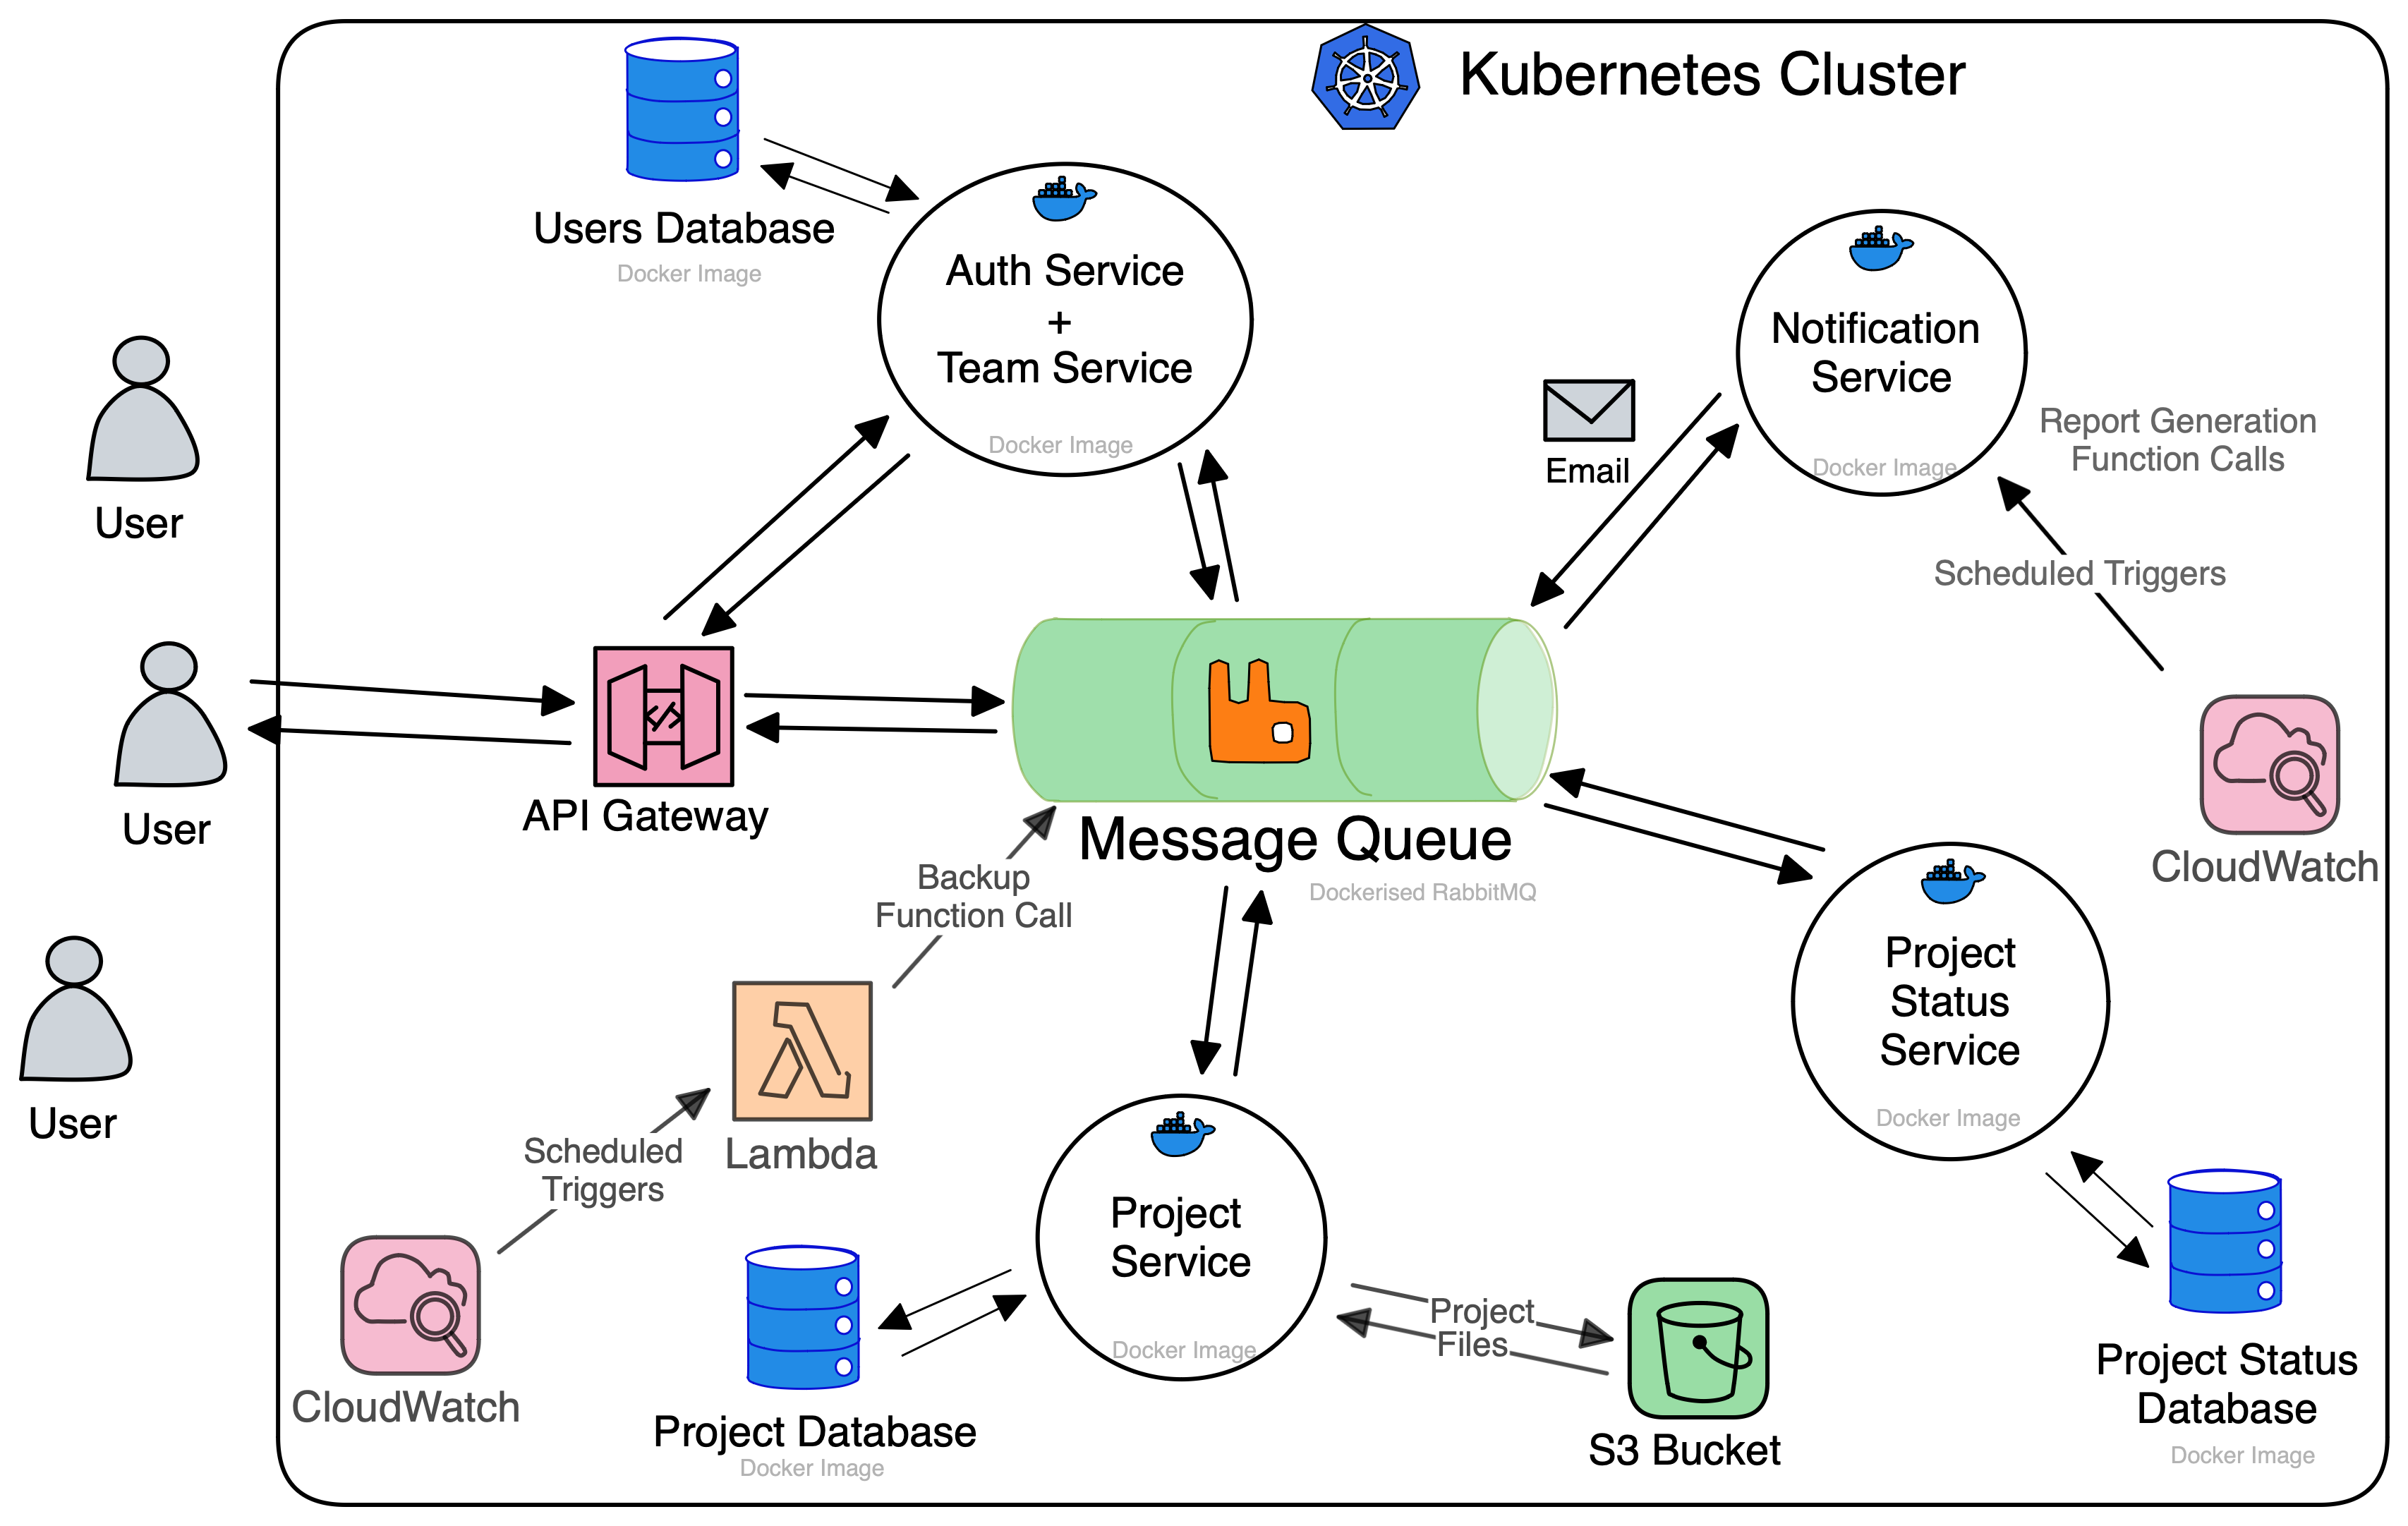 Kubernetes Cluster
Users Database
Docker Image
Auth Service
+
Team Service
Docker Image
Notification
Service
Docker Image
Email
Report Generation
Function Calls
Scheduled Triggers
User
User
User
API Gateway
Message Queue
Dockerised RabbitMQ
CloudWatch
Backup
Function Call
Project
Status
Service
Docker Image
Lambda
Scheduled
Triggers
CloudWatch
Project
Service
Docker Image
Project Database
Docker Image
Project
Files
S3 Bucket
Project Status
Database
Docker Image